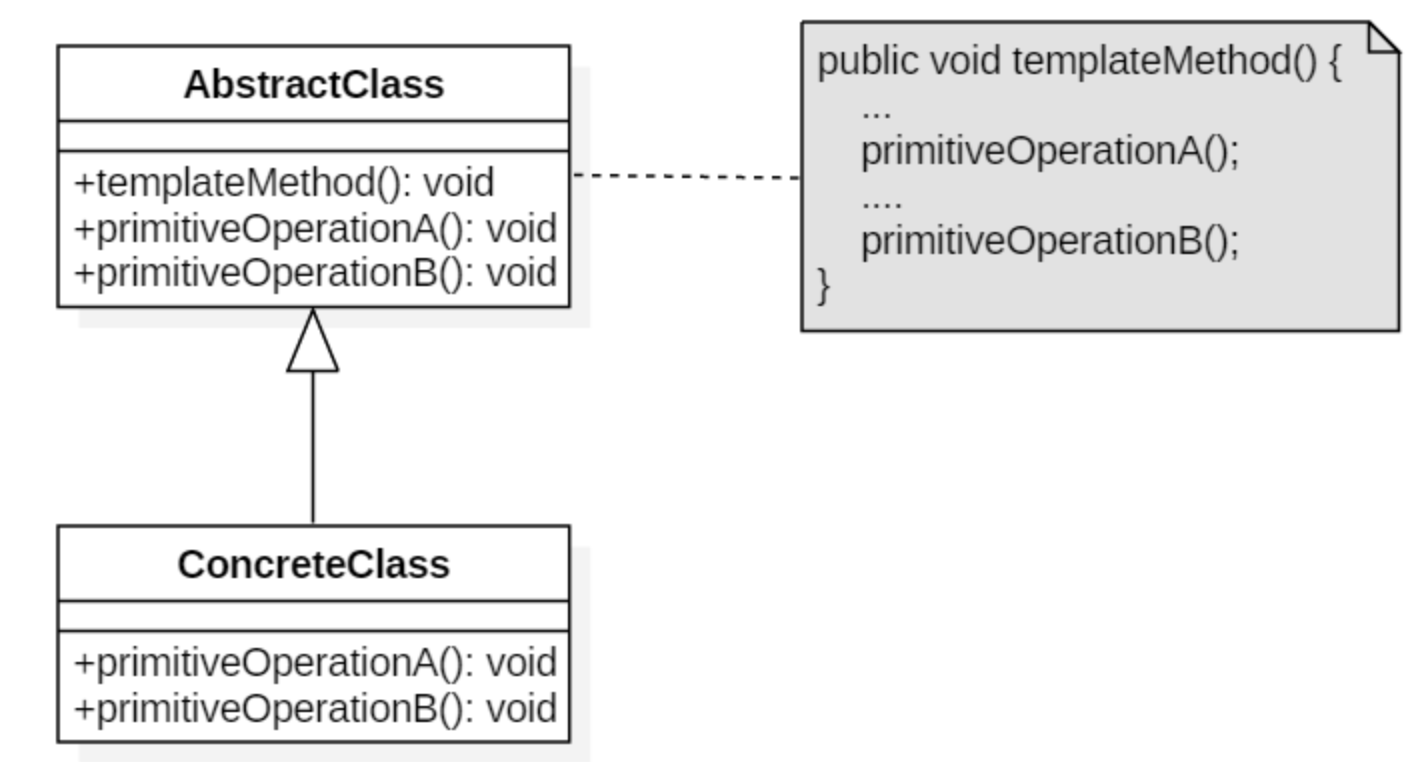 AbstractClass
+templateMethod(): void
+primitiveOperationA(): void
+primitiveOperationB(): void
public void templateMethod() {
...
primitiveOperationA();
....
primitiveOperationB();
}
ConcreteClass
+primitiveOperationA(): void
+primitiveOperationB(): void